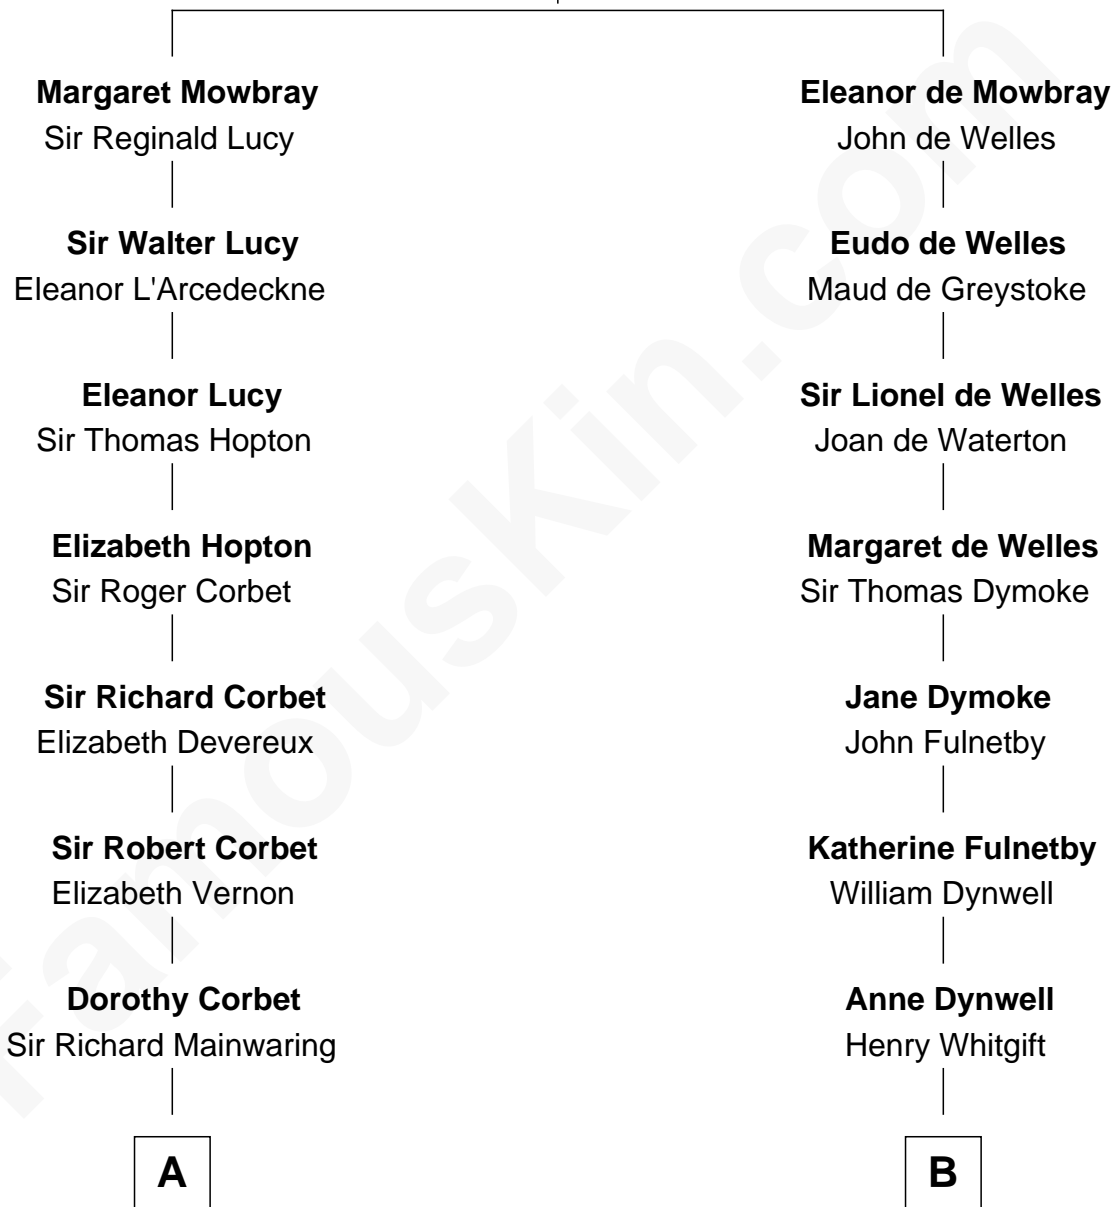 Margaret Mowbray
Sir Reginald Lucy
Sir Walter Lucy
Eleanor L'Arcedeckne
Eleanor Lucy
Sir Thomas Hopton
Elizabeth Hopton
Sir Roger Corbet
Sir Richard Corbet
Elizabeth Devereux
Sir Robert Corbet
Elizabeth Vernon
Dorothy Corbet
Sir Richard Mainwaring
A
Eleanor de Mowbray
John de Welles
Eudo de Welles
Maud de Greystoke
Sir Lionel de Welles
Joan de Waterton
Margaret de Welles
Sir Thomas Dymoke
Jane Dymoke
John Fulnetby
Katherine Fulnetby
William Dynwell
Anne Dynwell
Henry Whitgift
B
FamousKin.com